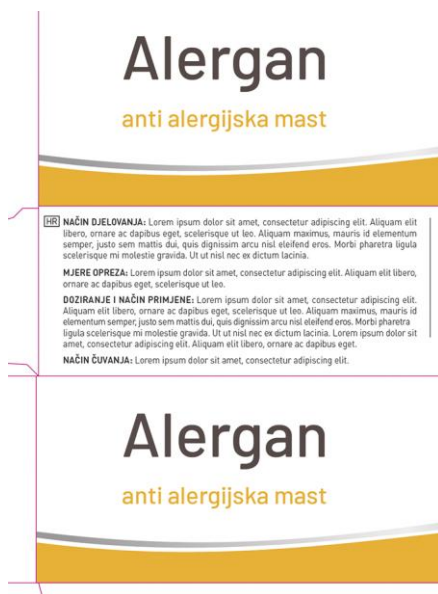 Alergan
anti alergijska mast
HR NAČIN DJELOVANJA: Lorem ipsum dolor sit amet, consectetur adipiscing elit. Aliquam elit
libero, ornare ac dapibus eget, scelerisque ut leo. Aliquam maximus, mauris id elementum
semper, justo sem mattis dui, quis dignissim arcu nisl eleifend eros. Morbi pharetra ligula
scelerisque mi molestie gravida. Ut ut nisl nec ex dictum lacinia.
MJERE OPREZA: Lorem ipsum dolor sit amet, consectetur adipiscing elit. Aliquam elit libero,
ornare ac dapibus eget, scelerisque ut leo.
DOZIRANJE I NAČIN PRIMJENE: Lorem ipsum dolor sit amet, consectetur adipiscing elit.
Aliquam elit libero, ornare ac dapibus eget, scelerisque ut leo. Aliquam maximus, mauris id
elementum semper, justo sem mattis dui, quis dignissim arcu nisl eleifend eros. Morbi pharetra
ligula scelerisque mi molestie gravida. Ut ut nisl nec ex dictum lacinia. Lorem ipsum dolor sit
amet, consectetur adipiscing elit. Aliquam elit libero, ornare ac dapibus eget.
NAČIN ČUVANJA: Lorem ipsum dolor sit amet, consectetur adipiscing elit.
Alergan
anti alergijska mast